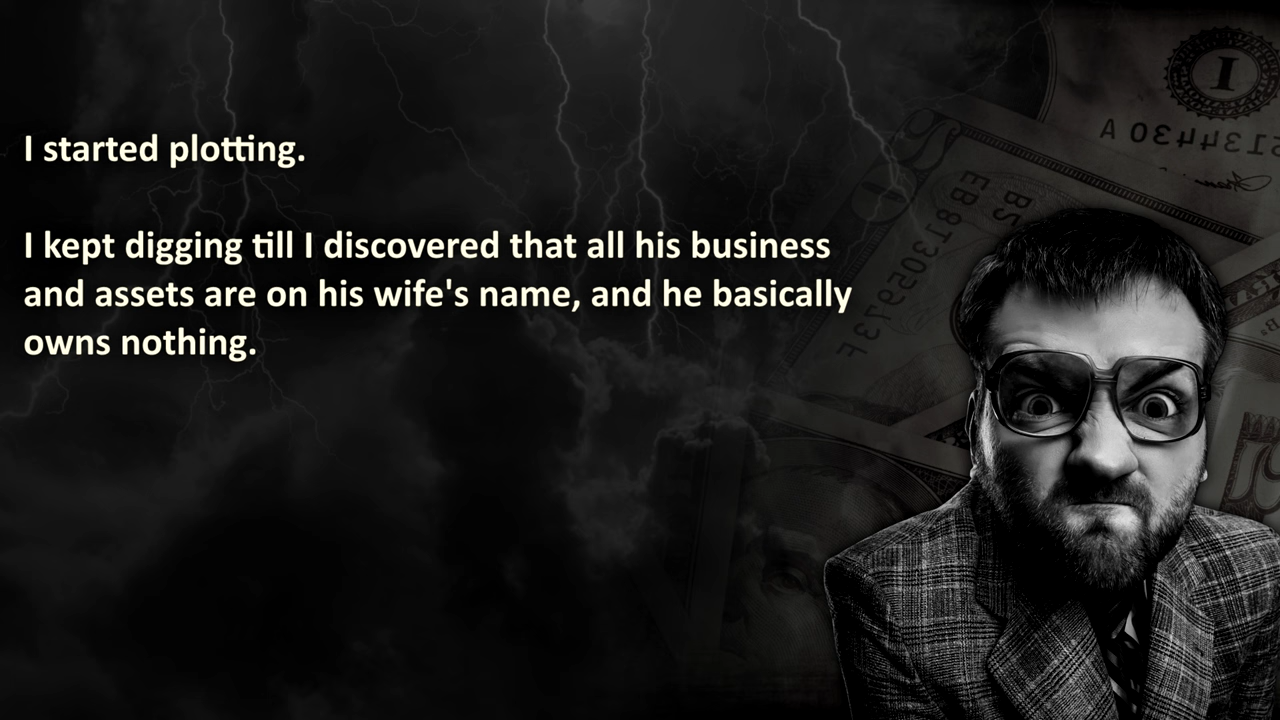 I started plotting.
I kept digging till I discovered that all his business
and assets are on his wife's name, and he basically
owns nothing.